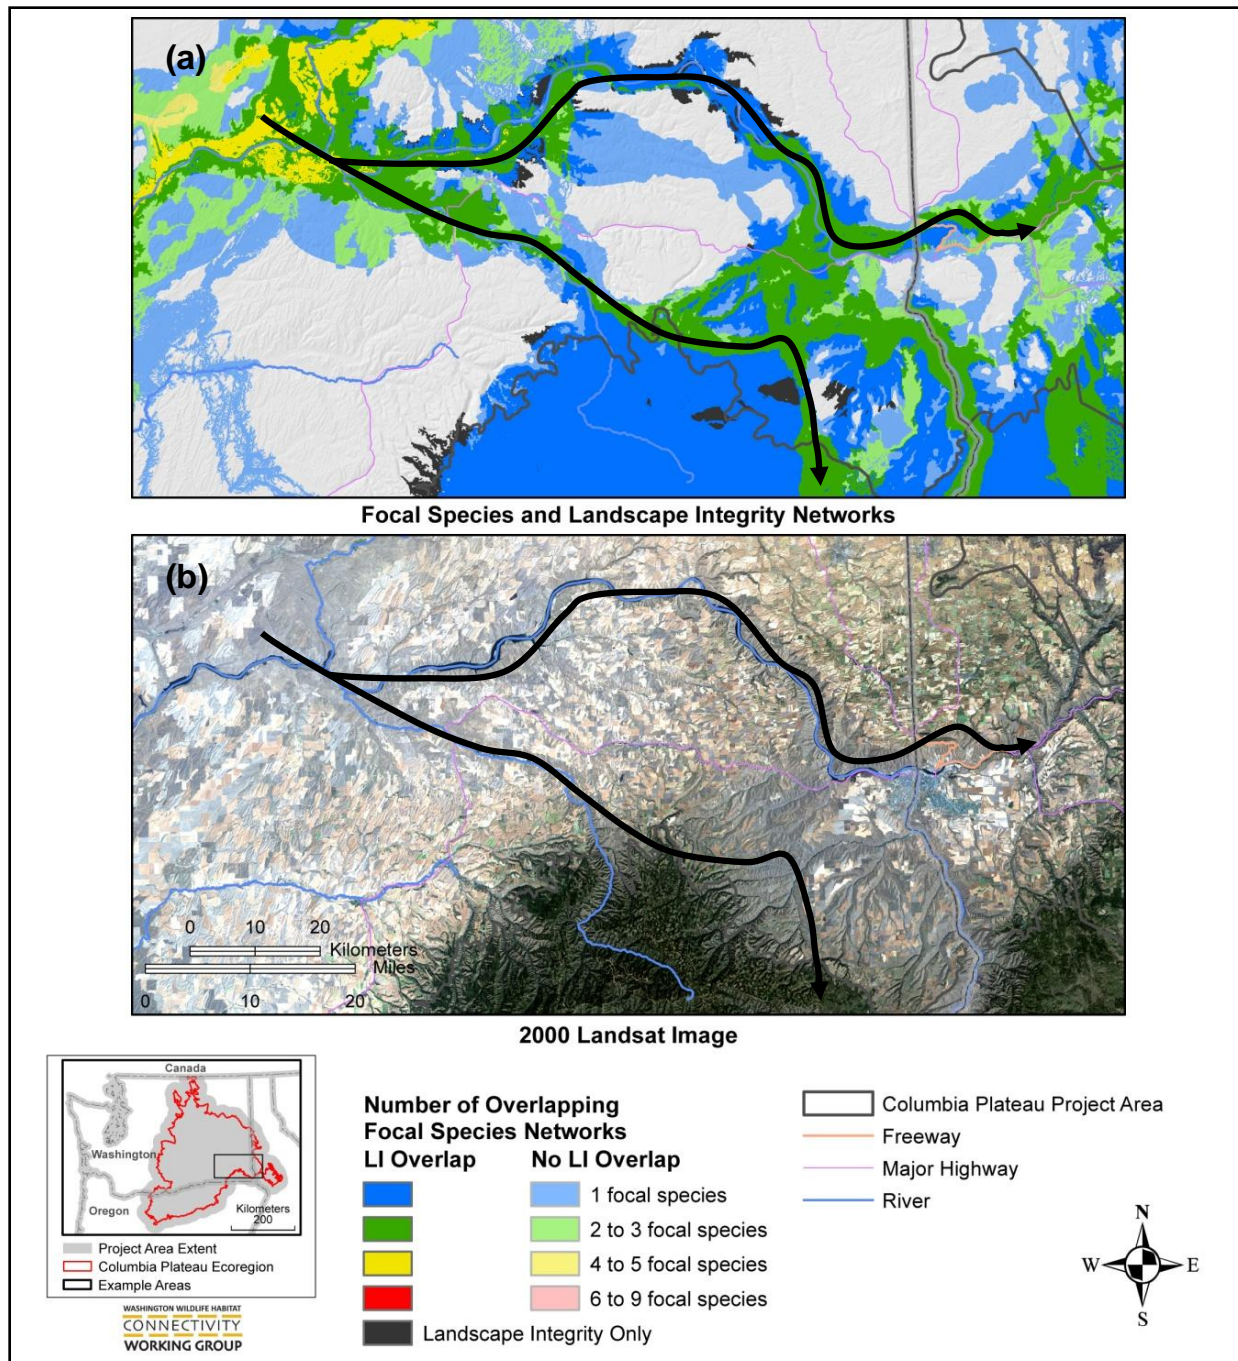 (a)
Focal Species and Landscape Integrity Networks
(b)
0 10 20
Kilometers
Miles
0 10 20
2000 Landsat Image
Canada
Washington
Oregon
Kilometers
200
Project Area Extent
Columbia Plateau Ecoregion
Example Areas
WASHINGTON WILDLIFE HABITAT
CONNECTIVITY
WORKING GROUP
Number of Overlapping
Focal Species Networks
LI Overlap No LI Overlap
1 focal species
2 to 3 focal species
4 to 5 focal species
6 to 9 focal species
Landscape Integrity Only
Columbia Plateau Project Area
Freeway
Major Highway
River
N
W E
S